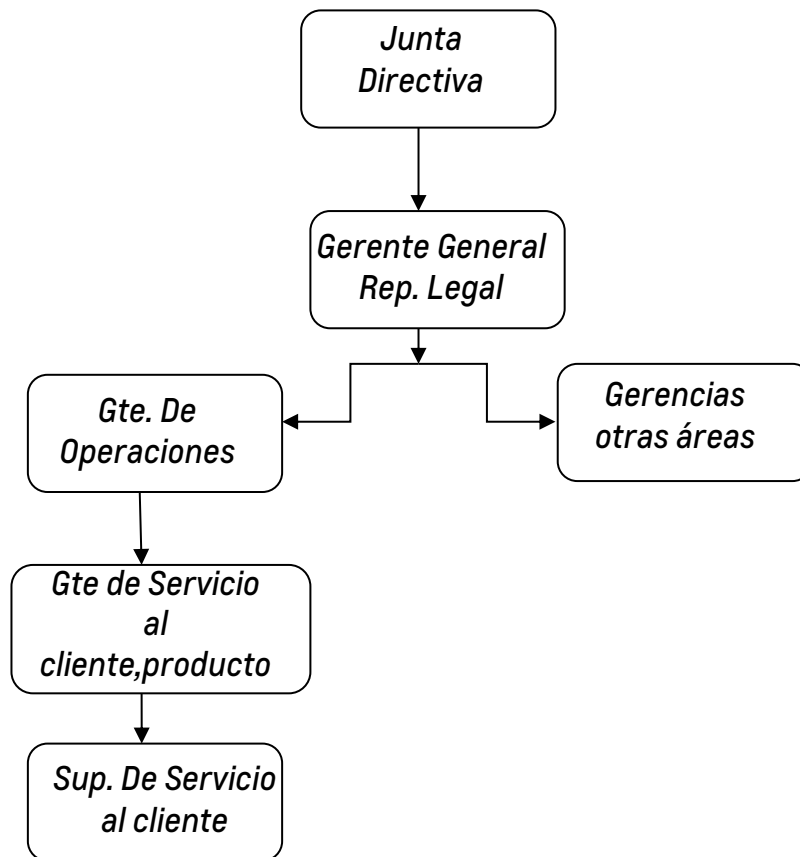 Junta
Directiva
Gerente General
Rep. Legal
Gte. De
Operaciones
Gerencias
otras áreas
Gte de Servicio
al
cliente,producto
Sup. De Servicio
al cliente